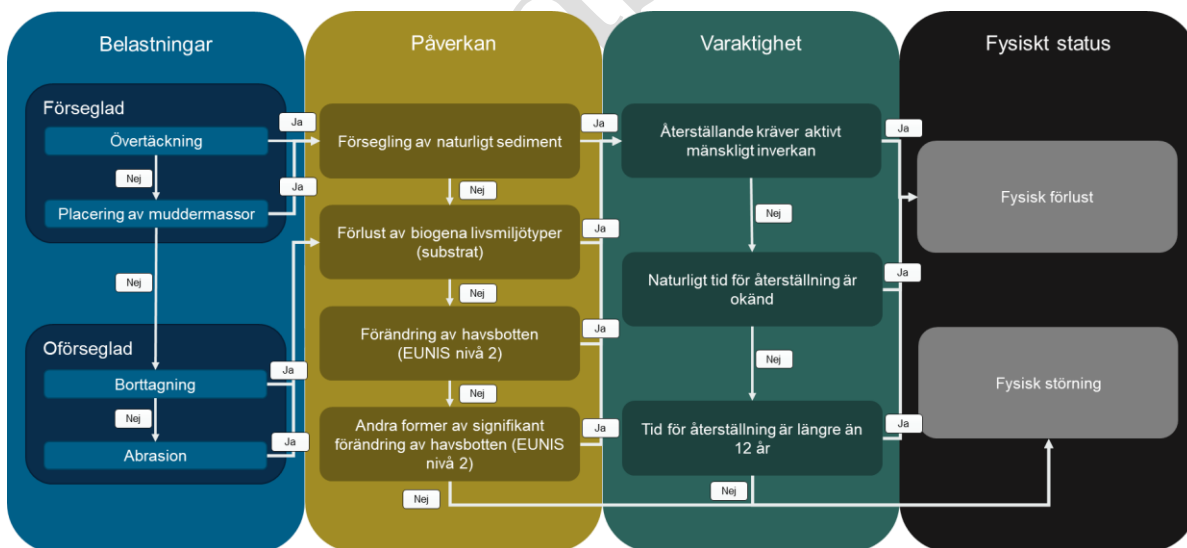 Belastningar
Förseglad
Övertäckning
Nej
Placering av muddermassor
Ja
Ja
Nej
Oförseglad
Borttagning
Nej
Abrasion
Ja
Ja
Påverkan
Försegling av naturligt sediment
Nej
Förlust av biogena livsmiljötyper
(substrat)
Nej
Förändring av havsbotten
(EUNIS nivå 2)
Nej
Andra former av signifikant
förändring av havsbotten (EUNIS
nivå 2)
Nej
Ja
Ja
Ja
Ja
Varaktighet
Återställande kräver aktivt
mänskligt inverkan
Nej
Naturligt tid för återställning är
okänd
Nej
Tid för återställning är längre än
12 år
Nej
Ja
Ja
Ja
Fysiskt status
Fysisk förlust
Fysisk störning